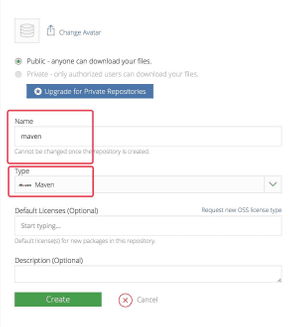 Change Avatar
Public - anyone can download your files.
Private - only authorized users can download your files.
Upgrade for Private Repositories
Name
maven
Cannot be changed once the repository is created.
Type
Maven
Default Licenses (Optional)
Request new OSS license type
Start typing...
Default license(s) for new packages in this repository.
Description (Optional)
Create
Cancel